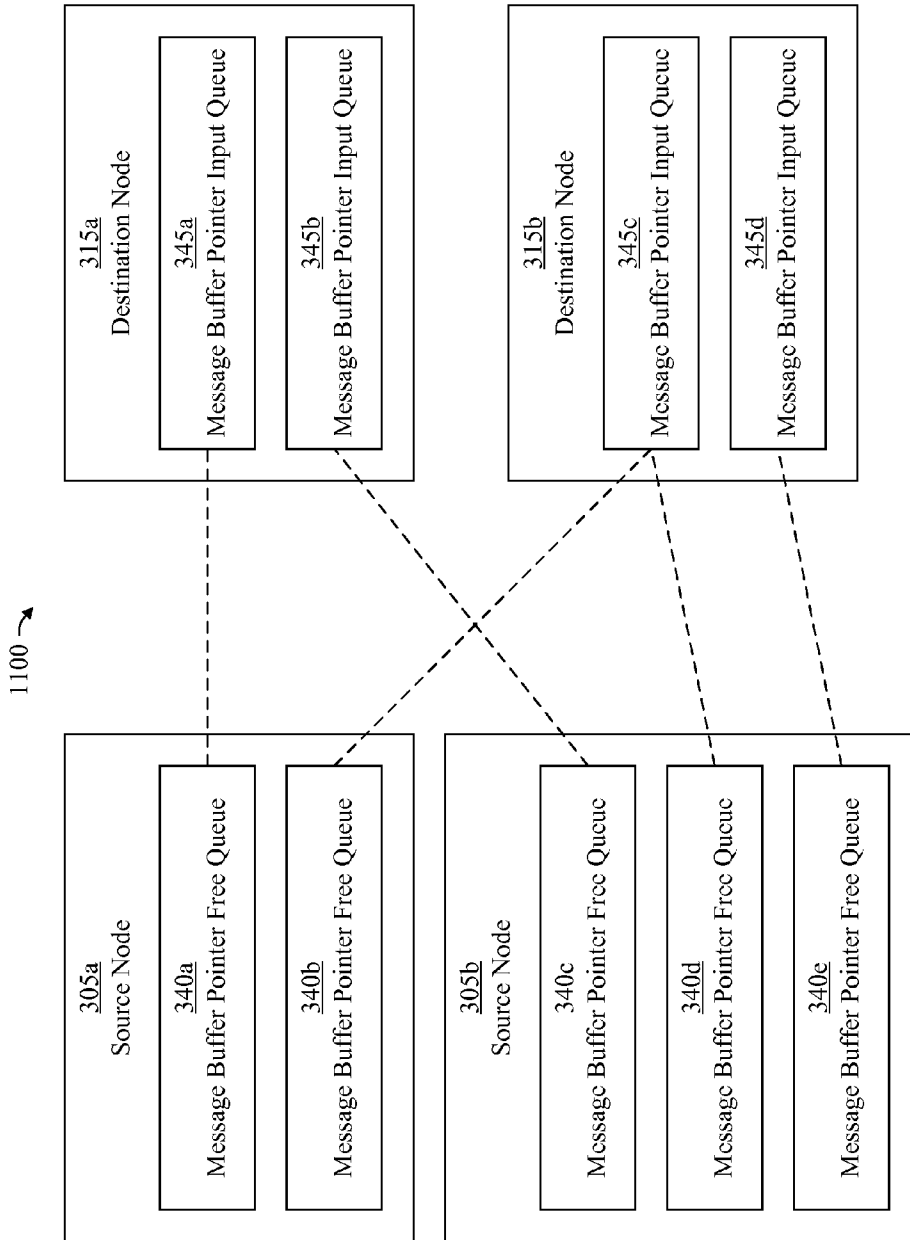 1100
305a
Source Node
340a
Message Buffer Pointer Free Queue
340b
Message Buffer Pointer Free Queue
305b
Source Node
340c
Message Buffer Pointer Free Queue
340d
Message Buffer Pointer Free Queue
340e
Message Buffer Pointer Free Queue
315a
Destination Node
345a
Message Buffer Pointer Input Queue
345b
Message Buffer Pointer Input Queue
315b
Destination Node
345c
Message Buffer Pointer Input Queue
345d
Message Buffer Pointer Input Queue